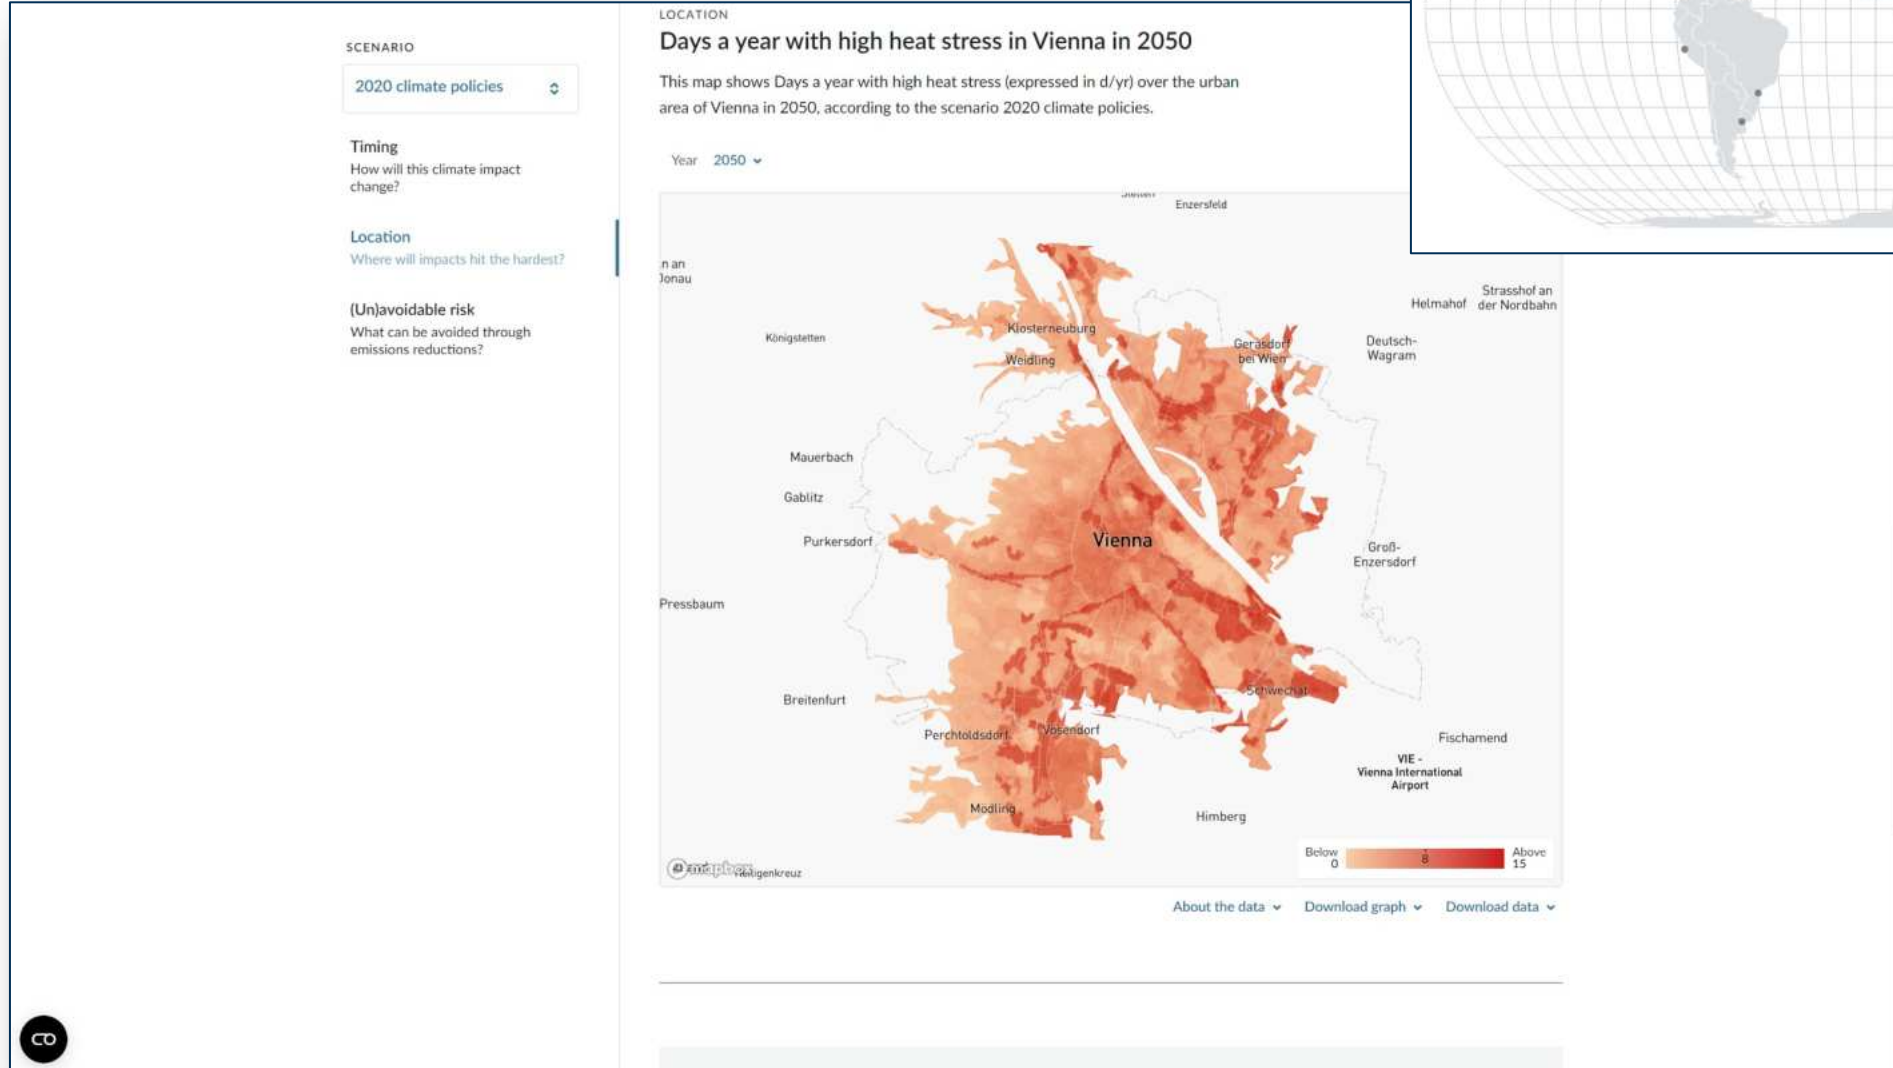 SCENARIO
2020 climate policies
Timing
How will this climate impact
change?
Location
Where will impacts hit the hardest?
(Un)avoidable risk
What can be avoided through
emissions reductions?
LOCATION
Days a year with high heat stress in Vienna in 2050
This map shows Days a year with high heat stress (expressed in d/yr) over the urban
area of Vienna in 2050, according to the scenario 2020 climate policies.
Year 2050
Enzersfeld
n an
Donau
Strasshof an
der Nordbahn
Helmahof
Klosterneuburg
Königstetten
Gerasdorf
bei Wien
Deutsch-
Wagram
Weidling
Mauerbach
Gablitz
Purkersdorf
Vienna
Groß-
Enzersdorf
Pressbaum
Schwechat
Breitenfurt
Perchtoldsdorf
Vösendorf
Fischamend
VIE -
Vienna International
Airport
Mödling
Himberg
Below
0
8
Above
15
mapbox
About the data
Download graph
Download data